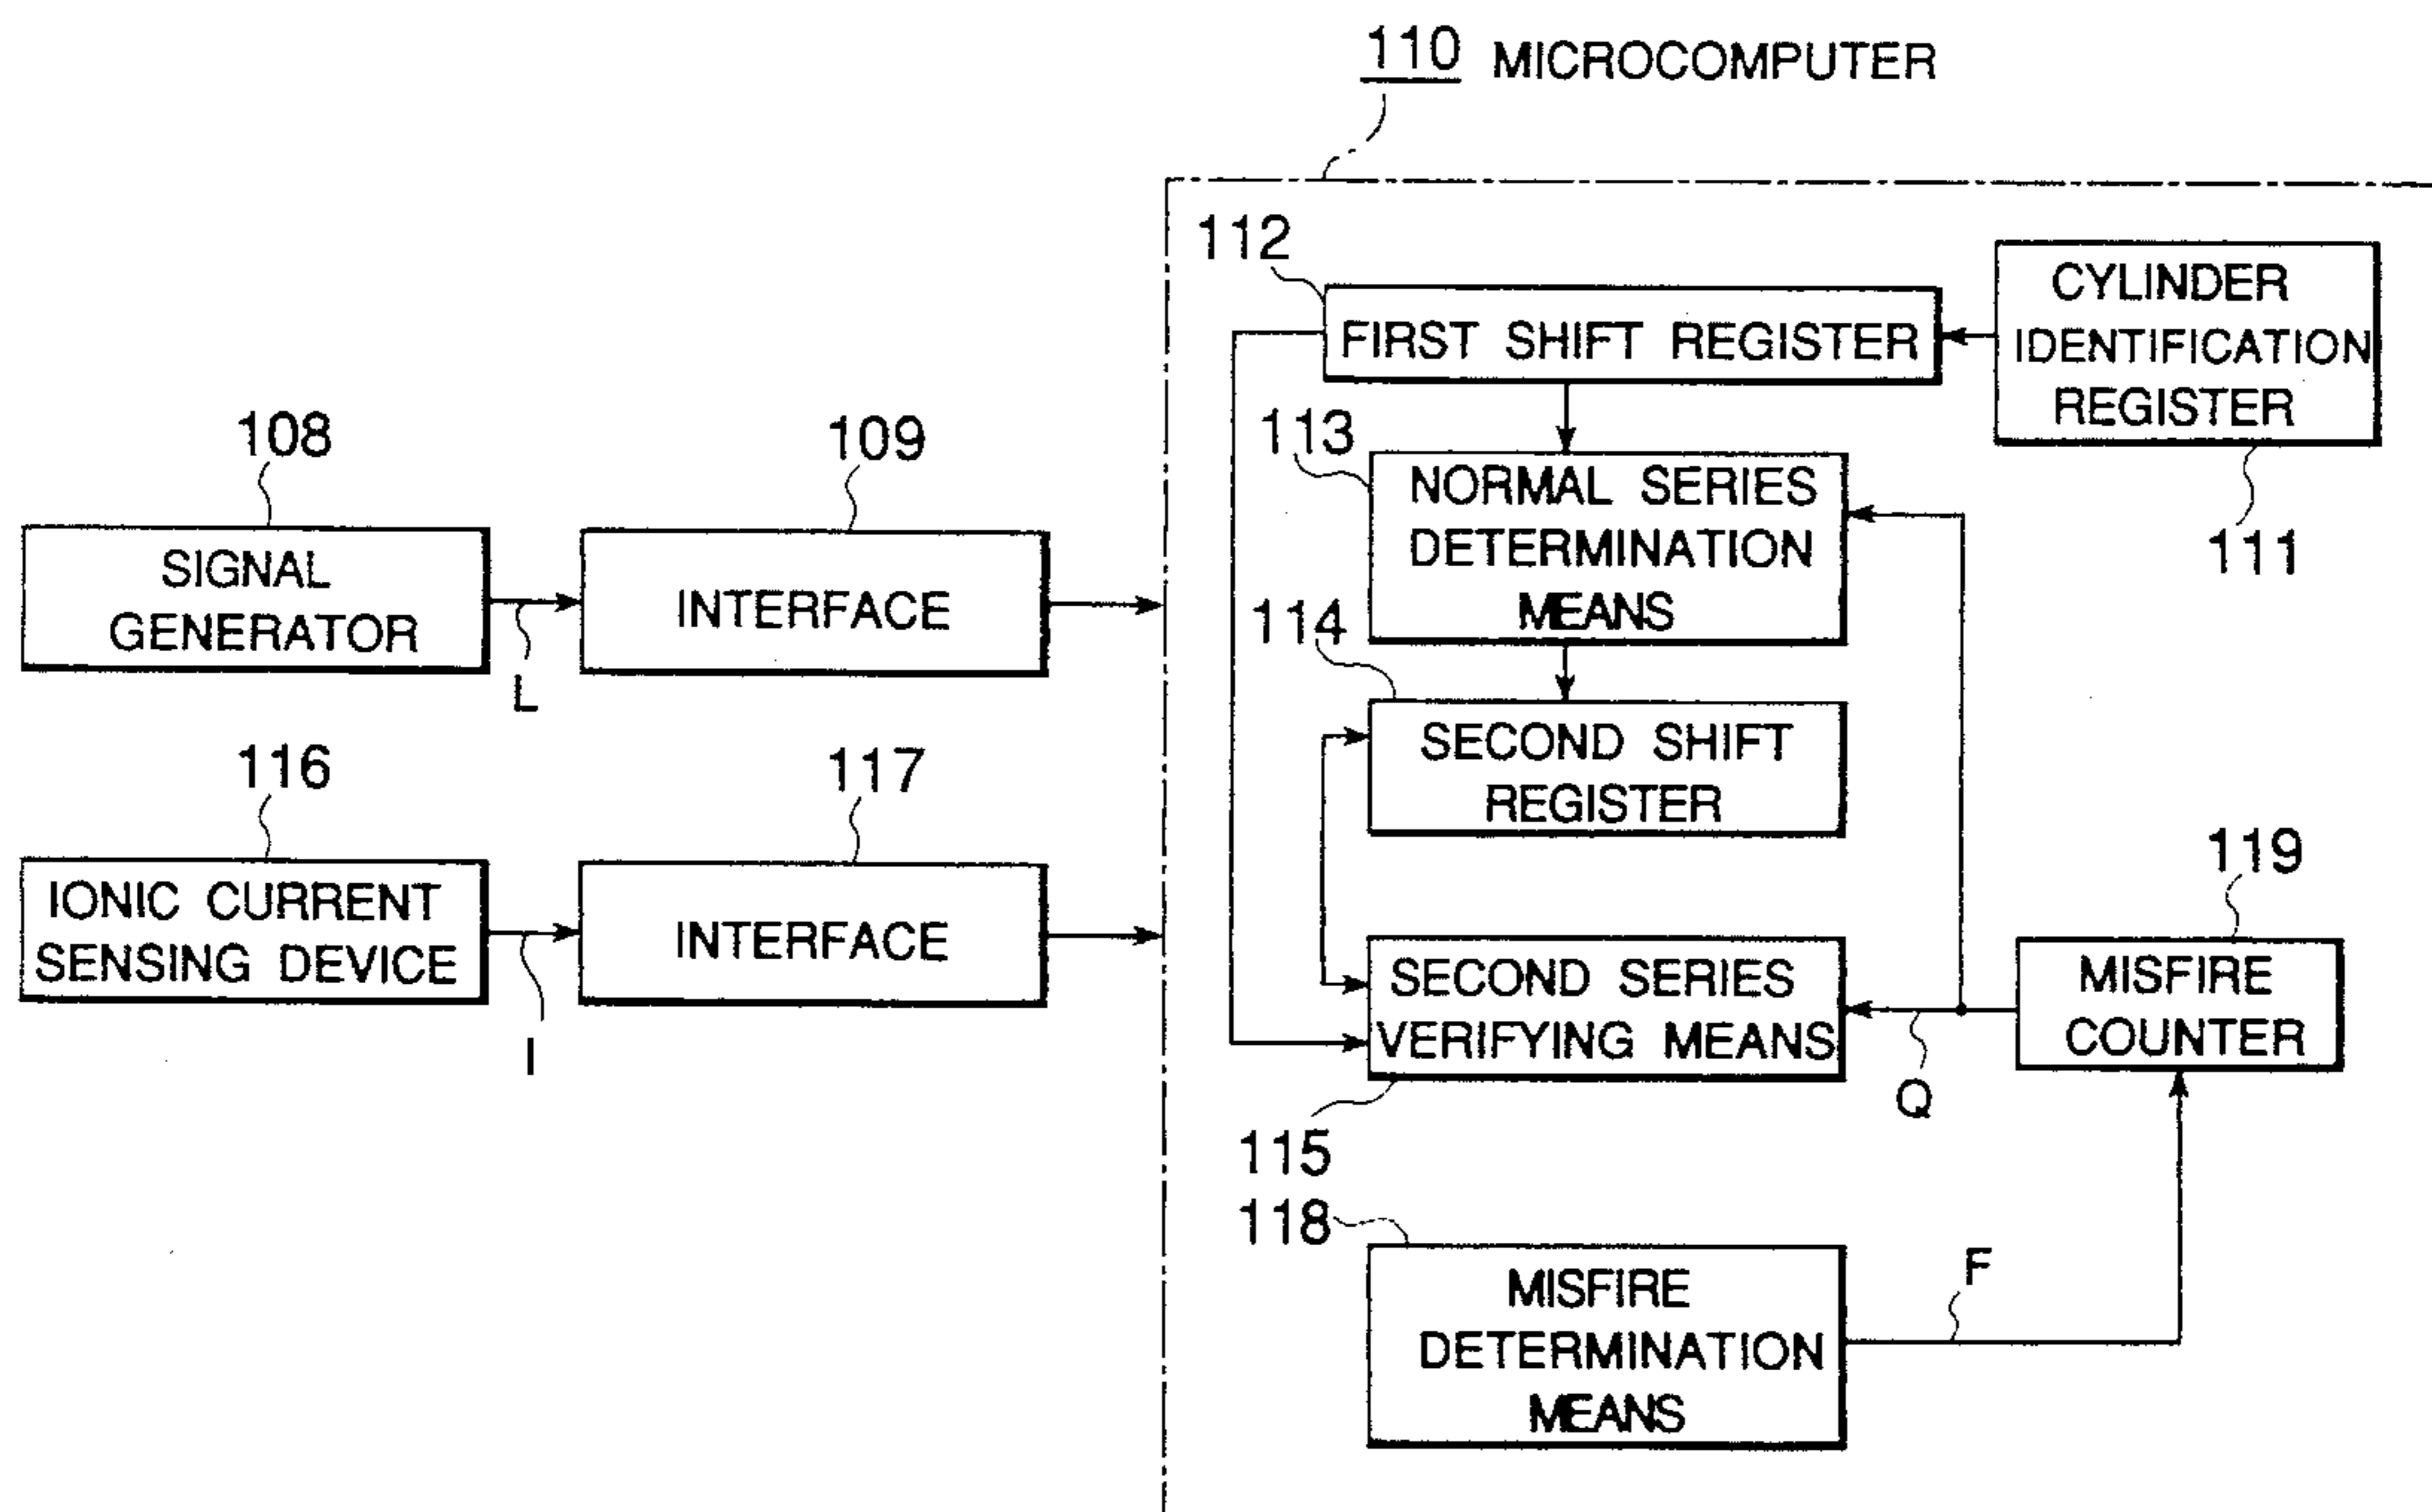 110 MICROCOMPUTER
112
FIRST SHIFT REGISTER
CYLINDER
IDENTIFICATION
REGISTER
111
113
NORMAL SERIES
DETERMINATION
MEANS
108
SIGNAL
GENERATOR
L
109
INTERFACE
114
SECOND SHIFT
REGISTER
116
IONIC CURRENT
SENSING DEVICE
I
117
INTERFACE
SECOND SERIES
VERIFYING MEANS
115
Q
119
MISFIRE
COUNTER
118
MISFIRE
DETERMINATION
MEANS
F